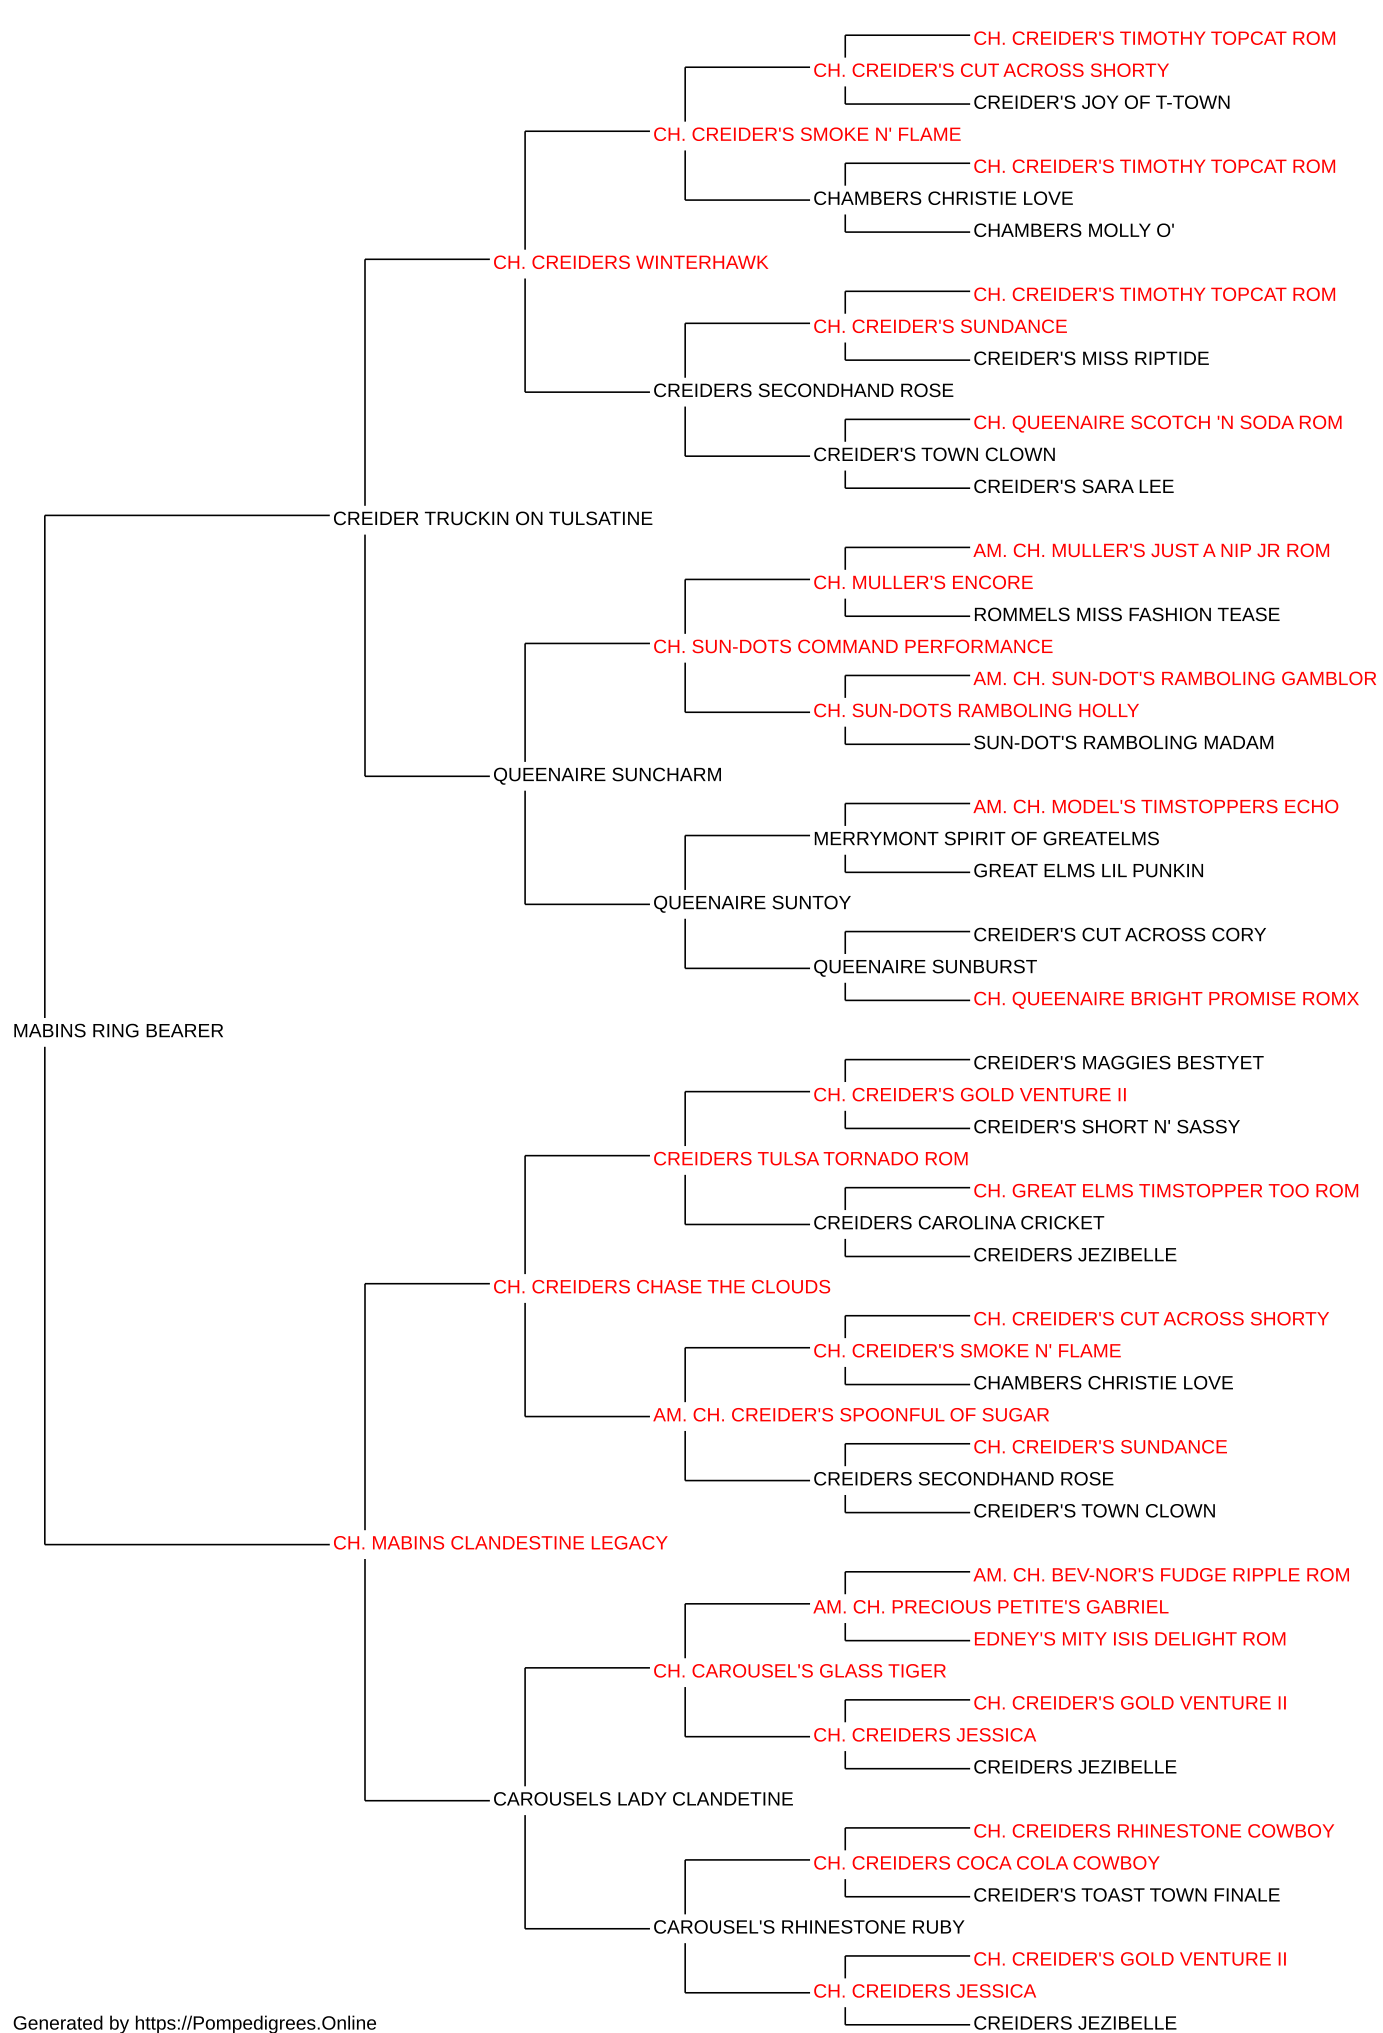 CH. CREIDER'S TIMOTHY TOPCAT ROM
CH. CREIDER'S CUT ACROSS SHORTY
CREIDER'S JOY OF T-TOWN
CH. CREIDER'S SMOKE N' FLAME
CH. CREIDER'S TIMOTHY TOPCAT ROM
CHAMBERS CHRISTIE LOVE
CHAMBERS MOLLY O'
CH. CREIDERS WINTERHAWK
CH. CREIDER'S TIMOTHY TOPCAT ROM
CH. CREIDER'S SUNDANCE
CREIDER'S MISS RIPTIDE
CREIDERS SECONDHAND ROSE
CH. QUEENAIRE SCOTCH 'N SODA ROM
CREIDER'S TOWN CLOWN
CREIDER'S SARA LEE
CREIDER TRUCKIN ON TULSATINE
AM. CH. MULLER'S JUST A NIP JR ROM
CH. MULLER'S ENCORE
ROMMELS MISS FASHION TEASE
CH. SUN-DOTS COMMAND PERFORMANCE
AM. CH. SUN-DOT'S RAMBOLING GAMBLOR
CH. SUN-DOTS RAMBOLING HOLLY
SUN-DOT'S RAMBOLING MADAM
QUEENAIRE SUNCHARM
AM. CH. MODEL'S TIMSTOPPERS ECHO
MERRYMONT SPIRIT OF GREATELMS
GREAT ELMS LIL PUNKIN
QUEENAIRE SUNTOY
CREIDER'S CUT ACROSS CORY
QUEENAIRE SUNBURST
CH. QUEENAIRE BRIGHT PROMISE ROMX
MABINS RING BEARER
CREIDER'S MAGGIES BESTYET
CH. CREIDER'S GOLD VENTURE II
CREIDER'S SHORT N' SASSY
CREIDERS TULSA TORNADO ROM
CH. GREAT ELMS TIMSTOPPER TOO ROM
CREIDERS CAROLINA CRICKET
CREIDERS JEZIBELLE
CH. CREIDERS CHASE THE CLOUDS
CH. CREIDER'S CUT ACROSS SHORTY
CH. CREIDER'S SMOKE N' FLAME
CHAMBERS CHRISTIE LOVE
AM. CH. CREIDER'S SPOONFUL OF SUGAR
CH. CREIDER'S SUNDANCE
CREIDERS SECONDHAND ROSE
CREIDER'S TOWN CLOWN
CH. MABINS CLANDESTINE LEGACY
AM. CH. BEV-NOR'S FUDGE RIPPLE ROM
AM. CH. PRECIOUS PETITE'S GABRIEL
EDNEY'S MITY ISIS DELIGHT ROM
CH. CAROUSEL'S GLASS TIGER
CH. CREIDER'S GOLD VENTURE II
CH. CREIDERS JESSICA
CREIDERS JEZIBELLE
CAROUSELS LADY CLANDETINE
CH. CREIDERS RHINESTONE COWBOY
CH. CREIDERS COCA COLA COWBOY
CREIDER'S TOAST TOWN FINALE
CAROUSEL'S RHINESTONE RUBY
CH. CREIDER'S GOLD VENTURE II
CH. CREIDERS JESSICA
CREIDERS JEZIBELLE
Generated by https://Pompedigrees.Online